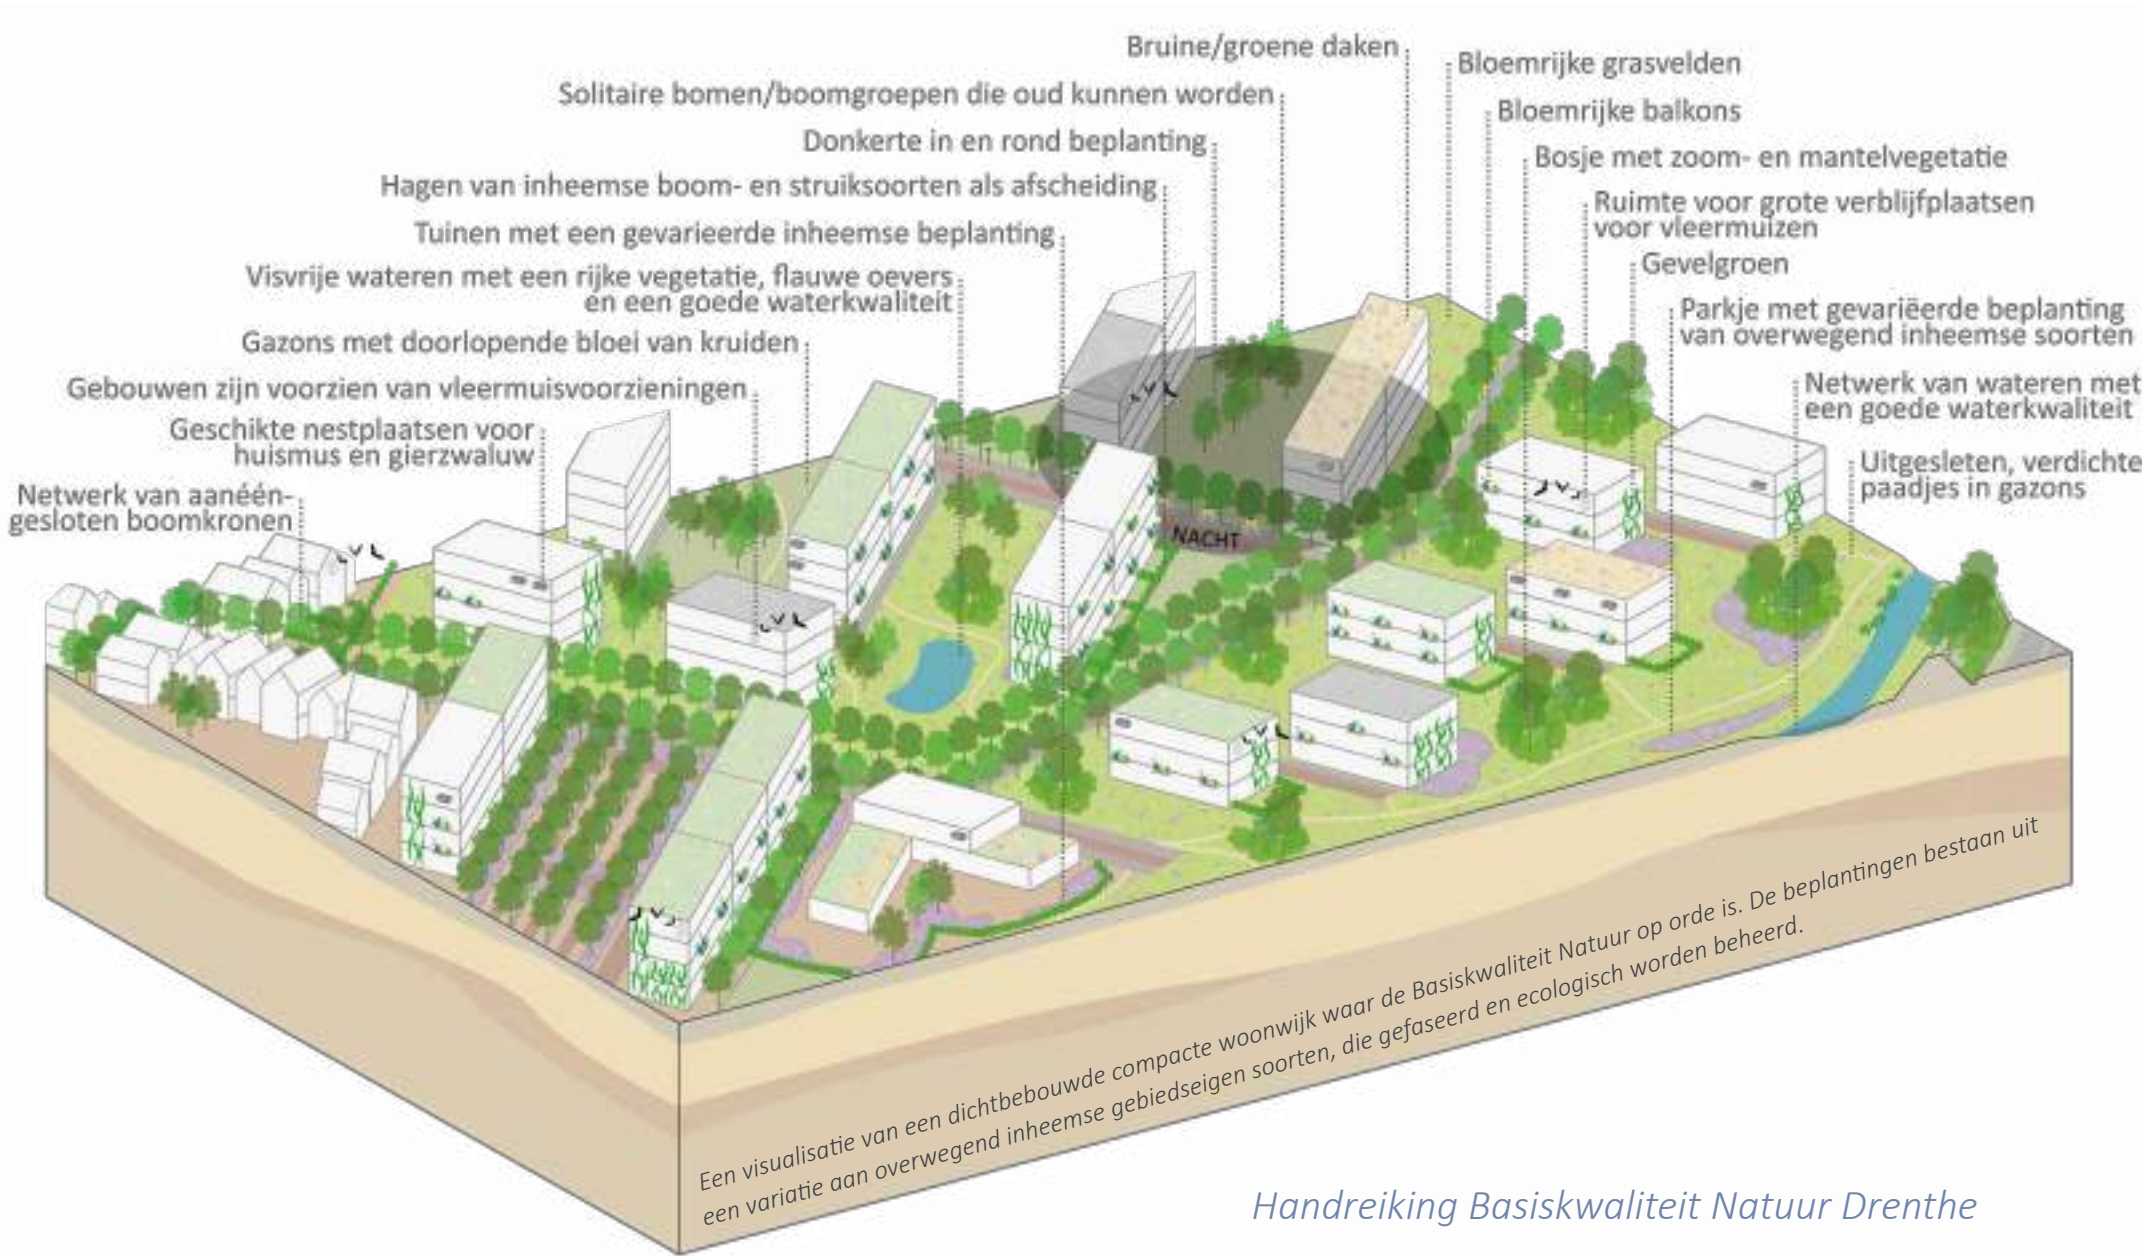 Bruine/groene daken
Solitaire bomen/boomgroepen die oud kunnen worden
Donkerte in en rond beplanting
Hagen van inheemse boom- en struiksoorten als afscheiding
Tuinen met een gevarieerde inheemse beplanting
Visvrije wateren met een rijke vegetatie, flauwe oevers
en een goede waterkwaliteit
Gazons met doorlopende bloei van kruiden
Gebouwen zijn voorzien van vleermuisvoorzieningen
Geschikte nestplaatsen voor
huismus en gierzwaluw
Netwerk van aanéén-
gesloten boomkronen
Bloemrijke grasvelden
Bloemrijke balkons
Bosje met zoom- en mantelvegetatie
Ruimte voor grote verblijfplaatsen
voor vleermuizen
Gevelgroen
Parkje met gevariëerde beplanting
van overwegend inheemse soorten
Netwerk van wateren met
een goede waterkwaliteit
Uitgesleten, verdichte
paadjes in gazons
NACHT
Een visualisatie van een dichtbebouwde compacte woonwijk waar de Basiskwaliteit Natuur op orde is. De beplantingen bestaan uit
een variatie aan overwegend inheemse gebiedseigen soorten, die gefaseerd en ecologisch worden beheerd.
Handreiking Basiskwaliteit Natuur Drenthe